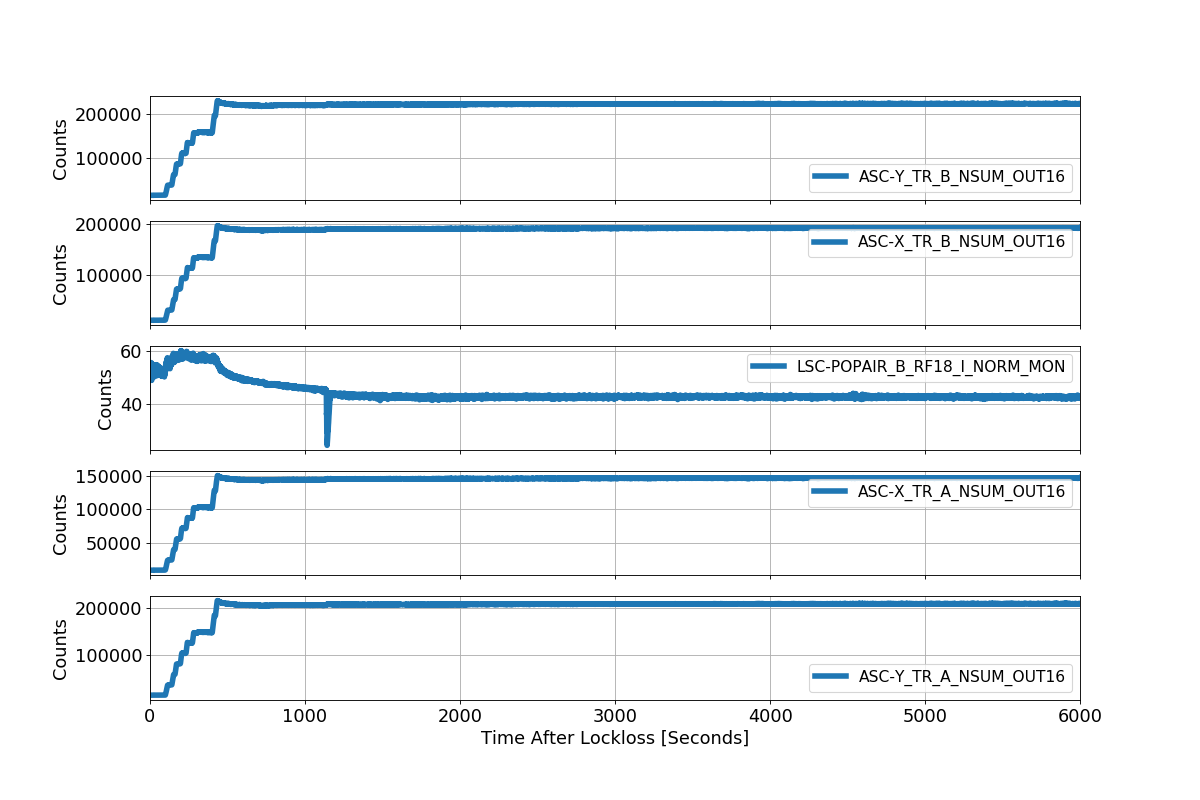 200000
100000
Counts
ASC-Y_TR_B_NSUM_OUT16
200000
100000
Counts
ASC-X_TR_B_NSUM_OUT16
60
40
Counts
LSC-POPAIR_B_RF18_I_NORM_MON
150000
100000
50000
Counts
ASC-X_TR_A_NSUM_OUT16
200000
100000
Counts
ASC-Y_TR_A_NSUM_OUT16
0 1000 2000 3000 4000 5000 6000
Time After Lockloss [Seconds]